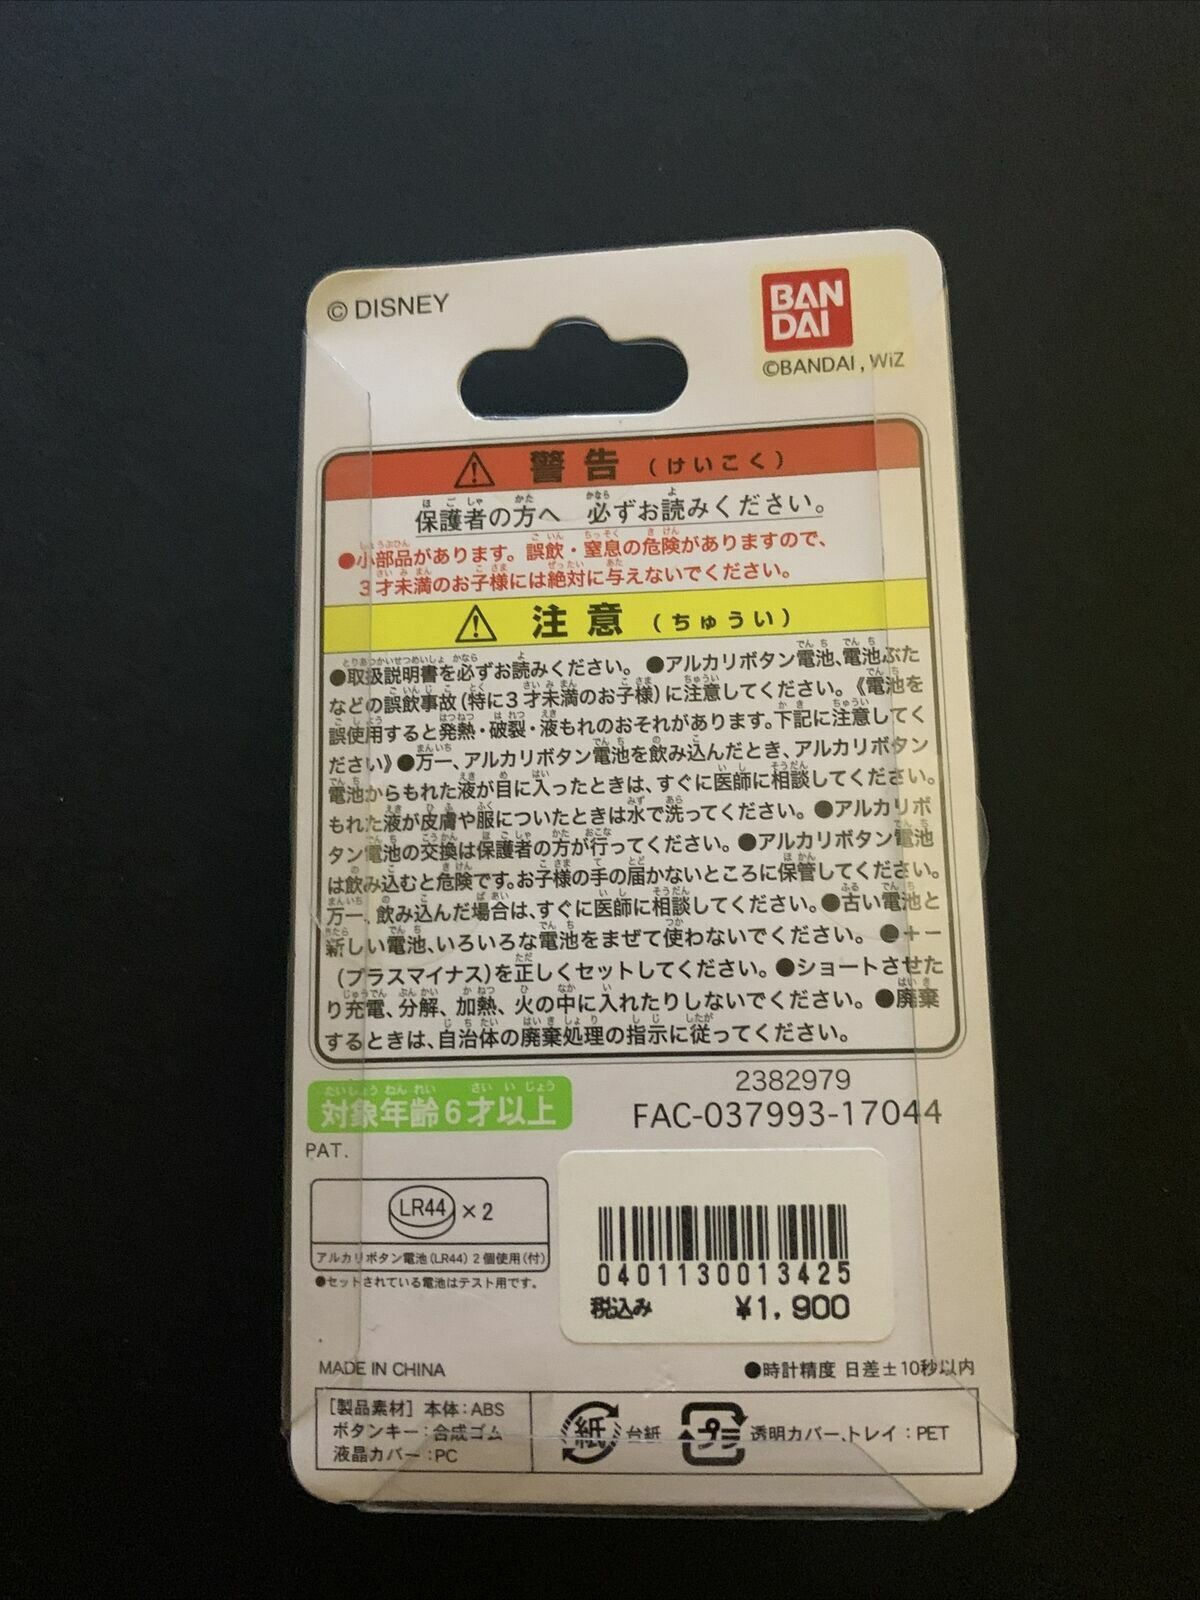 © DISNEY
BAN
DAI
©BANDAI, WiZ
警告 (けいこく)
保護者の方へ 必ずお読みください。
●小部品があります。誤飲・窒息の危険がありますので、
3才未満のお子様には絶対に与えないでください。
注意 (ちゅうい)
●取扱説明書を必ずお読みください。●アルカリボタン電池、電池ぶた
などの誤飲事故(特に3才未満のお子様)に注意してください。《電池を
誤使用すると発熱・破裂・液もれのおそれがあります。下記に注意してく
ださい》●万一、アルカリボタン電池を飲み込んだとき、アルカリボタン
電池からもれた液が目に入ったときは、すぐに医師に相談してください。
もれた液が皮膚や服についたときは水で洗ってください。●アルカリボ
タン電池の交換は保護者の方が行ってください。●アルカリボタン電池
は飲み込むと危険です。お子様の手の届かないところに保管してください。
万一、飲み込んだ場合は、すぐに医師に相談してください。●古い電池と
新しい電池、いろいろな電池をまぜて使わないでください。●+−
(プラスマイナス)を正しくセットしてください。●ショートさせた
り充電、分解、加熱、火の中に入れたりしないでください。●廃棄
するときは、自治体の廃棄処理の指示に従ってください。
対象年齢6才以上
2382979
FAC-037993-17044
PAT.
LR44 ×2
アルカリボタン電池(LR44)2個使用(付)
●セットされている電池はテスト用です。
0401130013425
税込み ¥1,900
MADE IN CHINA
●時計精度 日差±10秒以内
[製品素材] 本体:ABS
ボタンキー:合成ゴム
液晶カバー:PC
紙 台紙
プラ 透明カバー、トレイ:PET